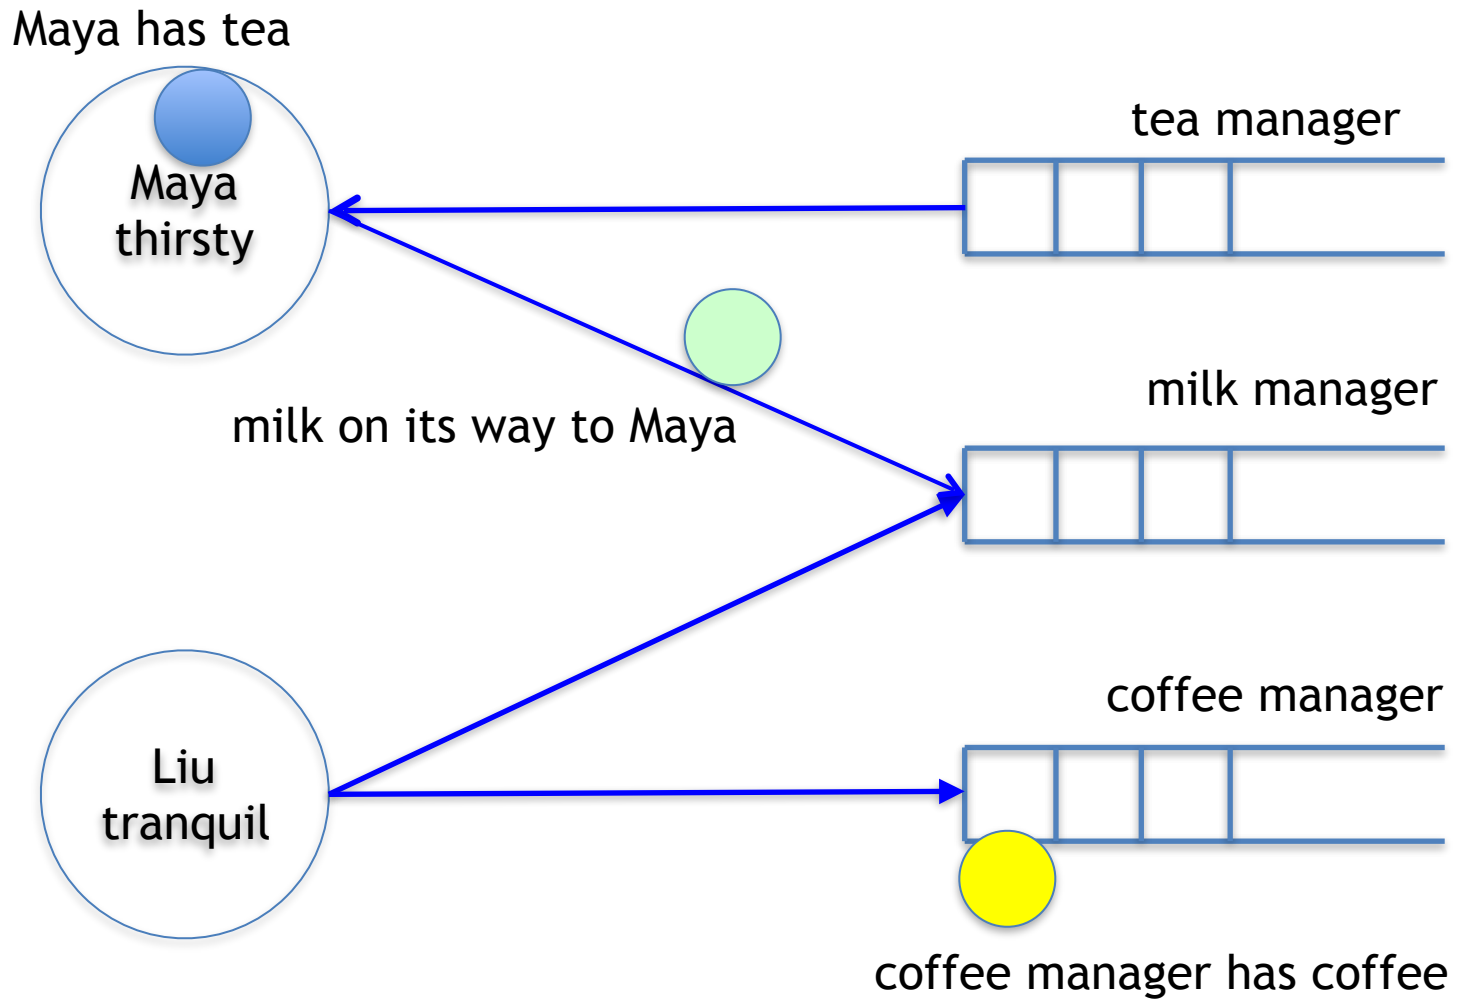 Maya has tea
Maya
thirsty
tea manager
milk manager
milk on its way to Maya
coffee manager
Liu
tranquil
coffee manager has coffee